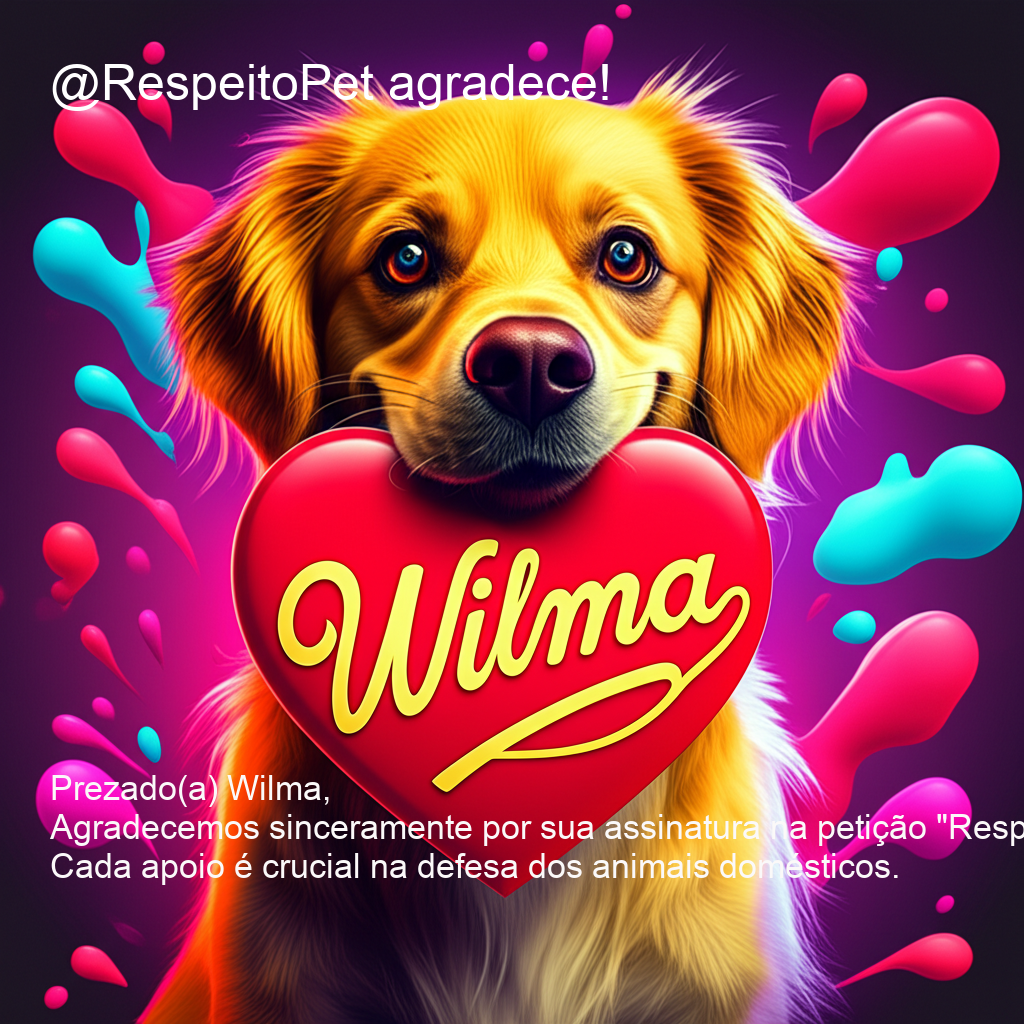 @RespeitoPet agradece!
Wilma
Prezado(a) Wilma,
Agradecemos sinceramente por sua assinatura na petição "Resp
Cada apoio é crucial na defesa dos animais domésticos.